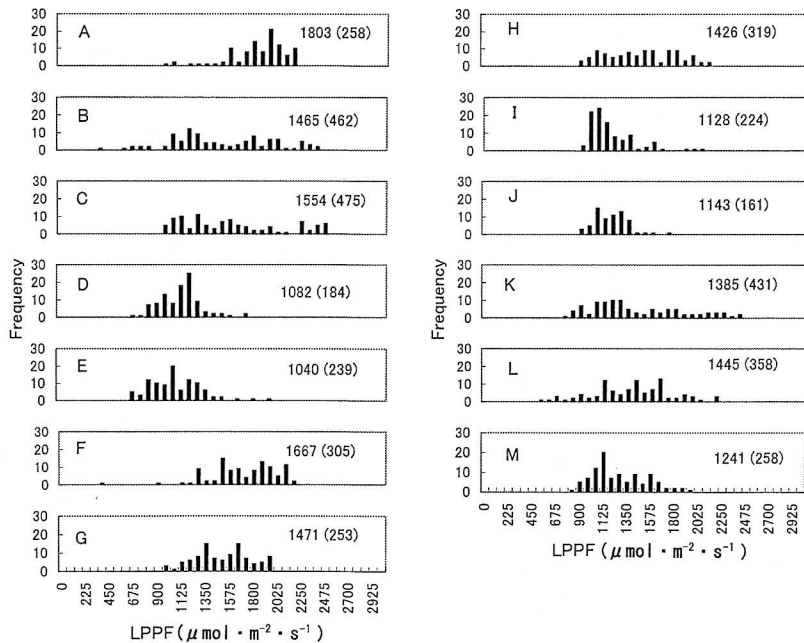 A 1803 (258)
30
20
10
0
B 1465 (462)
30
20
10
0
C 1554 (475)
30
20
10
0
D 1082 (184)
30
20
10
0
E 1040 (239)
30
20
10
0
F 1667 (305)
30
20
10
0
G 1471 (253)
30
20
10
0
Frequency
0 225 450 675 900 1125 1350 1575 1800 2025 2250 2475 2700 2925
LPPF(μmol・m⁻²・s⁻¹)
H 1426 (319)
30
20
10
0
I 1128 (224)
30
20
10
0
J 1143 (161)
30
20
10
0
K 1385 (431)
30
20
10
0
L 1445 (358)
30
20
10
0
M 1241 (258)
30
20
10
0
Frequency
0 225 450 675 900 1125 1350 1575 1800 2025 2250 2475 2700 2925
LPPF(μmol・m⁻²・s⁻¹)